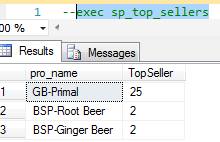 1 --exec sp_top_sellers
00 %
Results Messages
pro_name TopSeller
1 GB-Primal 25
2 BSP-Root Beer 2
3 BSP-Ginger Beer 2